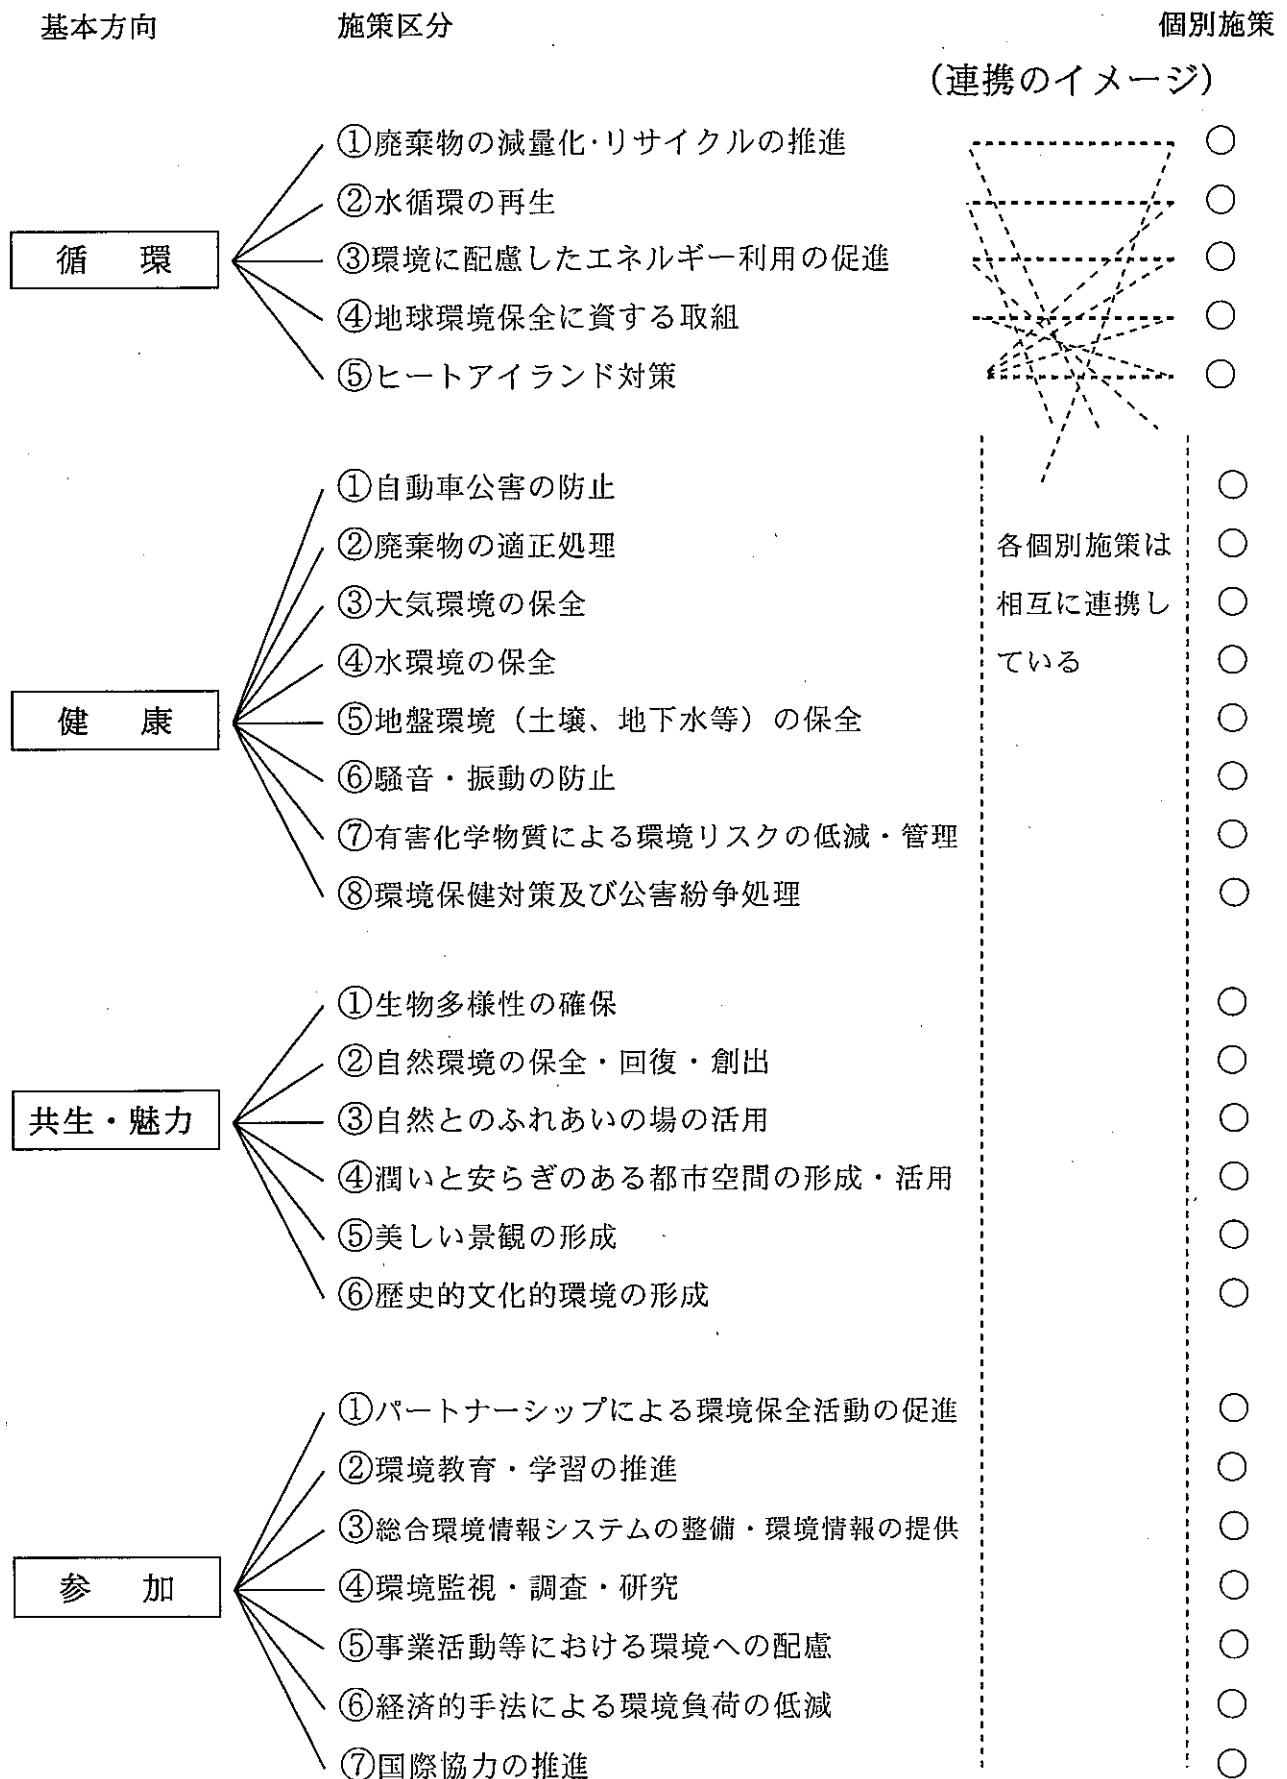 基本方向 施策区分 個別施策
(連携のイメージ)
循環
①廃棄物の減量化・リサイクルの推進 ○
②水循環の再生 ○
③環境に配慮したエネルギー利用の促進 ○
④地球環境保全に資する取組 ○
⑤ヒートアイランド対策 ○
健康
①自動車公害の防止 ○
②廃棄物の適正処理 ○
③大気環境の保全 ○
④水環境の保全 ○
⑤地盤環境（土壌、地下水等）の保全 ○
⑥騒音・振動の防止 ○
⑦有害化学物質による環境リスクの低減・管理 ○
⑧環境保健対策及び公害紛争処理 ○
各個別施策は
相互に連携し
ている
共生・魅力
①生物多様性の確保 ○
②自然環境の保全・回復・創出 ○
③自然とのふれあいの場の活用 ○
④潤いと安らぎのある都市空間の形成・活用 ○
⑤美しい景観の形成 ○
⑥歴史的文化的環境の形成 ○
参加
①パートナーシップによる環境保全活動の促進 ○
②環境教育・学習の推進 ○
③総合環境情報システムの整備・環境情報の提供 ○
④環境監視・調査・研究 ○
⑤事業活動等における環境への配慮 ○
⑥経済的手法による環境負荷の低減 ○
⑦国際協力の推進 ○